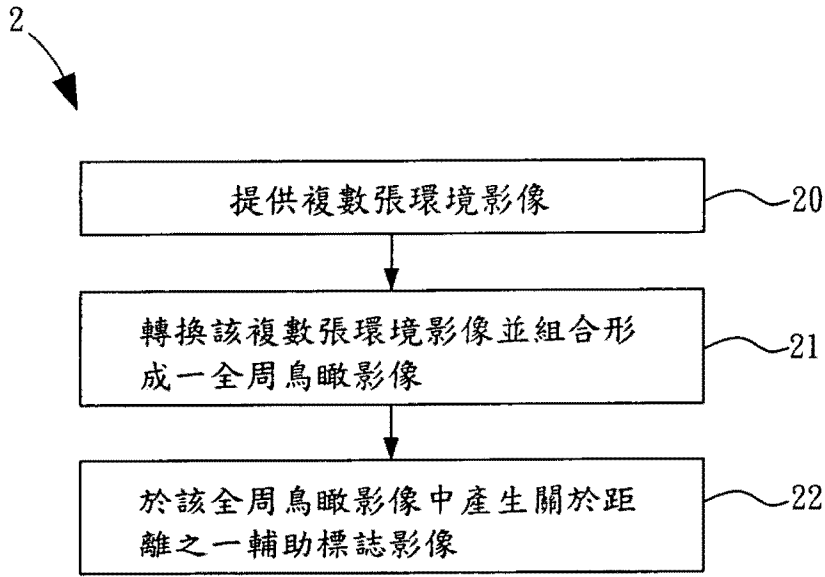 2
提供複數張環境影像
20
轉換該複數張環境影像並組合形
成一全周鳥瞰影像
21
於該全周鳥瞰影像中產生關於距
離之一輔助標誌影像
22